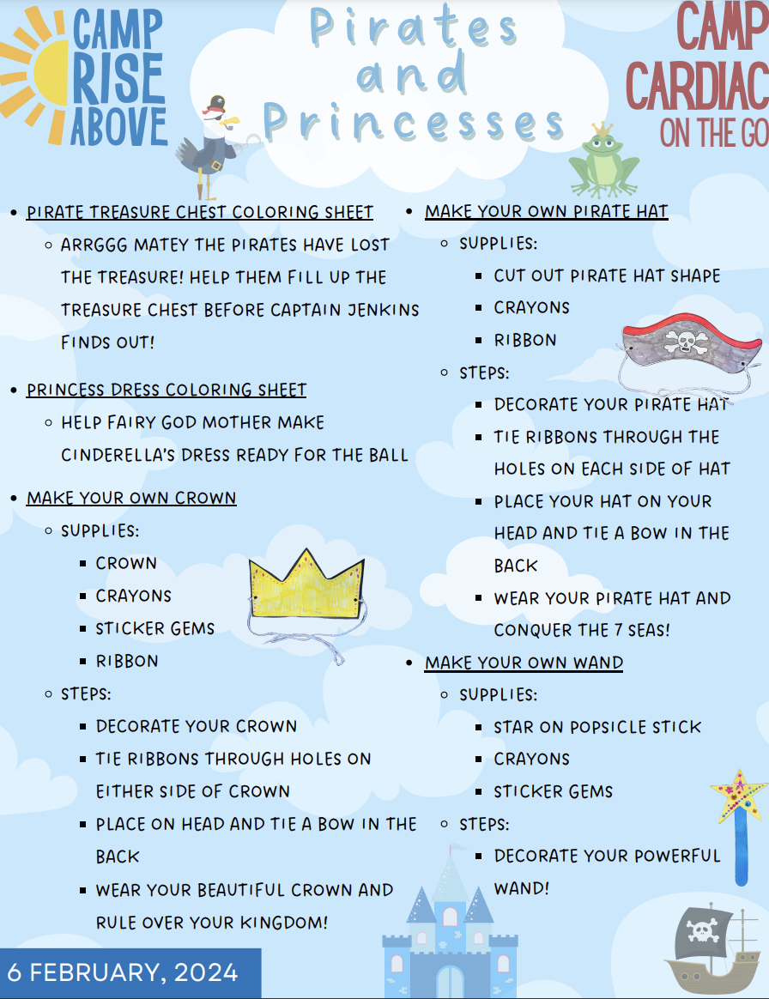 CAMP
RISE
ABOVE
Pirates
and
Princesses
CAMP
CARDIAC
ON THE GO
• PIRATE TREASURE CHEST COLORING SHEET
○ ARRGGG MATEY THE PIRATES HAVE LOST
THE TREASURE! HELP THEM FILL UP THE
TREASURE CHEST BEFORE CAPTAIN JENKINS
FINDS OUT!
• PRINCESS DRESS COLORING SHEET
○ HELP FAIRY GOD MOTHER MAKE
CINDERELLA'S DRESS READY FOR THE BALL
• MAKE YOUR OWN CROWN
○ SUPPLIES:
▪ CROWN
▪ CRAYONS
▪ STICKER GEMS
▪ RIBBON
○ STEPS:
▪ DECORATE YOUR CROWN
▪ TIE RIBBONS THROUGH HOLES ON
EITHER SIDE OF CROWN
▪ PLACE ON HEAD AND TIE A BOW IN THE
BACK
▪ WEAR YOUR BEAUTIFUL CROWN AND
RULE OVER YOUR KINGDOM!
• MAKE YOUR OWN PIRATE HAT
○ SUPPLIES:
▪ CUT OUT PIRATE HAT SHAPE
▪ CRAYONS
▪ RIBBON
○ STEPS:
▪ DECORATE YOUR PIRATE HAT
▪ TIE RIBBONS THROUGH THE
HOLES ON EACH SIDE OF HAT
▪ PLACE YOUR HAT ON YOUR
HEAD AND TIE A BOW IN THE
BACK
▪ WEAR YOUR PIRATE HAT AND
CONQUER THE 7 SEAS!
• MAKE YOUR OWN WAND
○ SUPPLIES:
▪ STAR ON POPSICLE STICK
▪ CRAYONS
▪ STICKER GEMS
○ STEPS:
▪ DECORATE YOUR POWERFUL
WAND!
6 FEBRUARY, 2024